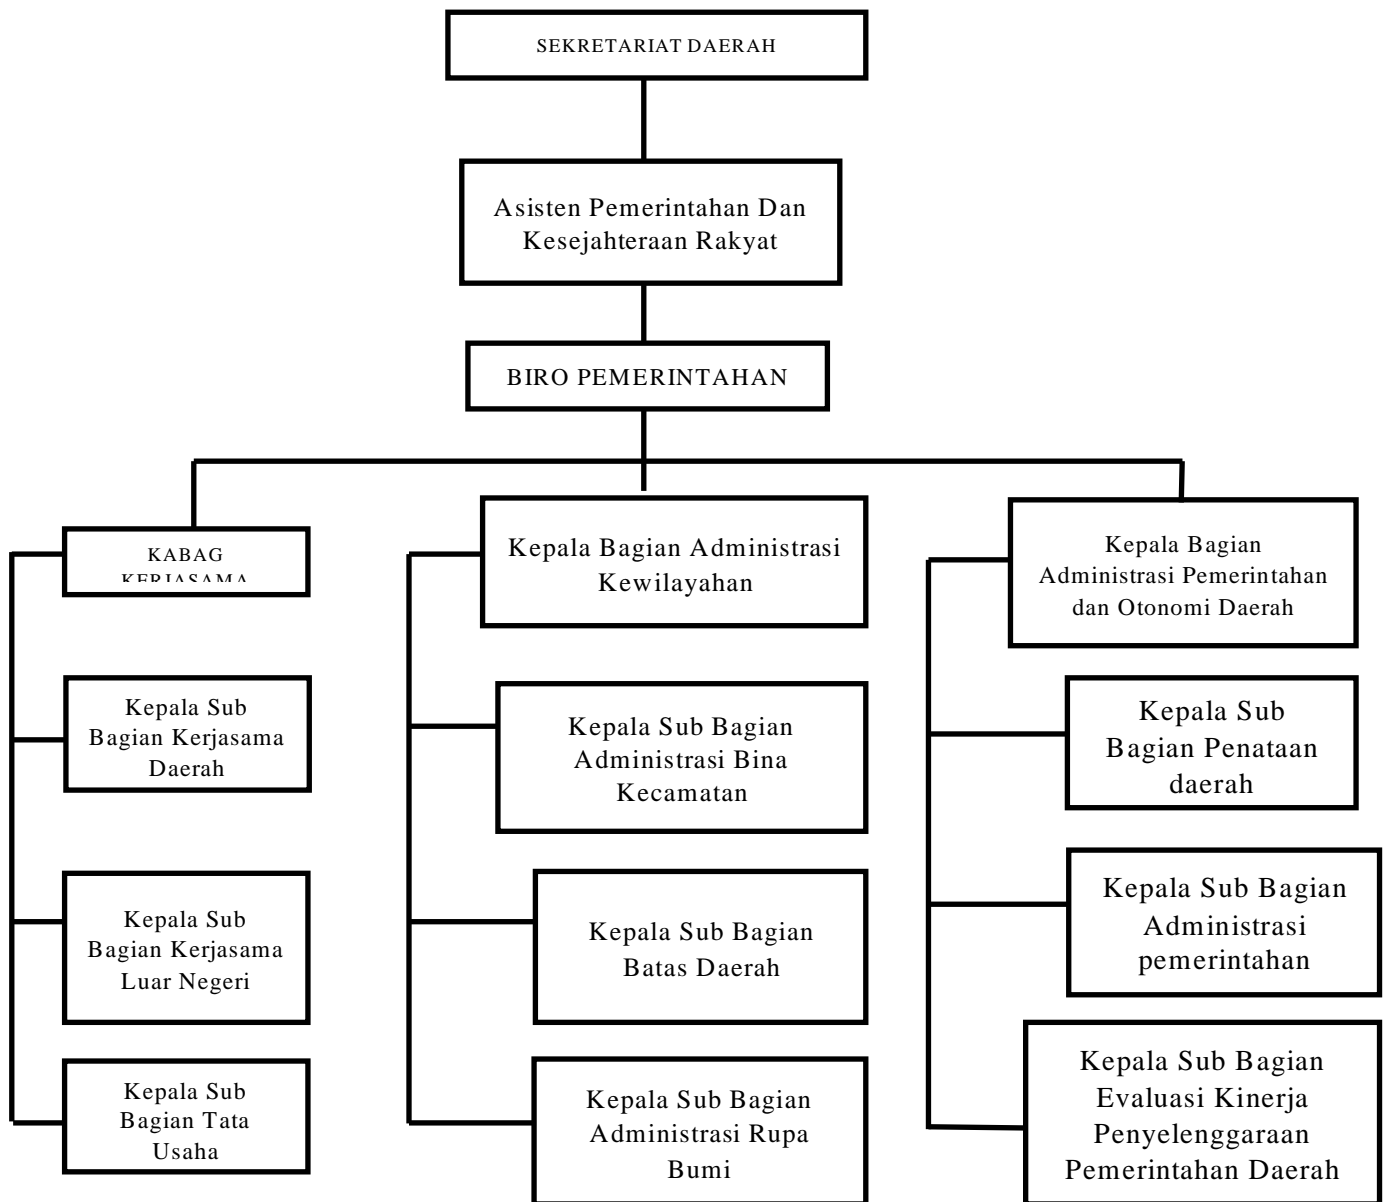 SEKRETARIAT DAERAH
Asisten Pemerintahan Dan
Kesejahteraan Rakyat
BIRO PEMERINTAHAN
KABAG
KERJASAMA
Kepala Sub
Bagian Kerjasama
Daerah
Kepala Sub
Bagian Kerjasama
Luar Negeri
Kepala Sub
Bagian Tata
Usaha
Kepala Bagian Administrasi
Kewilayahan
Kepala Sub Bagian
Administrasi Bina
Kecamatan
Kepala Sub Bagian
Batas Daerah
Kepala Sub Bagian
Administrasi Rupa
Bumi
Kepala Bagian
Administrasi Pemerintahan
dan Otonomi Daerah
Kepala Sub
Bagian Penataan
daerah
Kepala Sub Bagian
Administrasi
pemerintahan
Kepala Sub Bagian
Evaluasi Kinerja
Penyelenggaraan
Pemerintahan Daerah